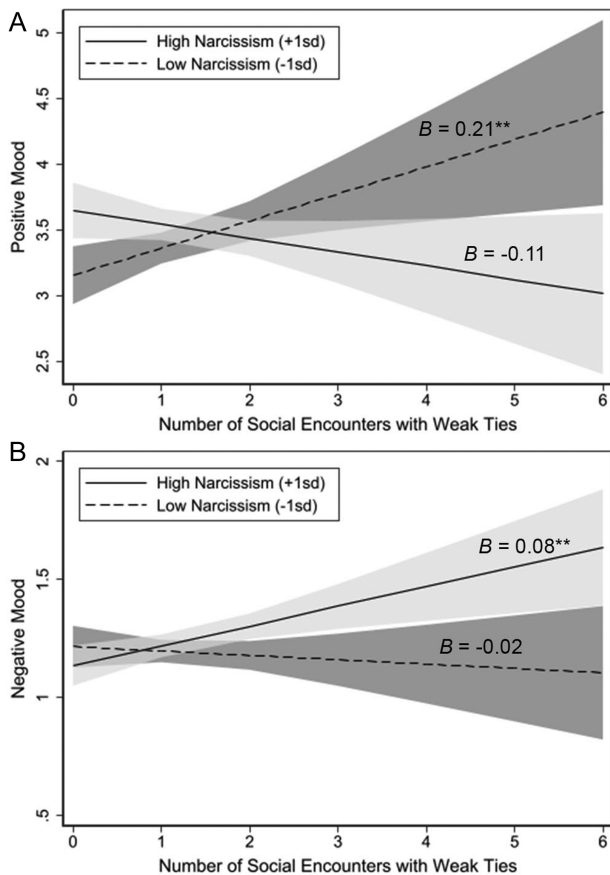 A
High Narcissism (+1sd)
Low Narcissism (-1sd)
5
4.5
4
3.5
3
2.5
Positive Mood
B = 0.21**
B = -0.11
0 1 2 3 4 5 6
Number of Social Encounters with Weak Ties
B
High Narcissism (+1sd)
Low Narcissism (-1sd)
2
1.5
1
.5
Negative Mood
B = 0.08**
B = -0.02
0 1 2 3 4 5 6
Number of Social Encounters with Weak Ties